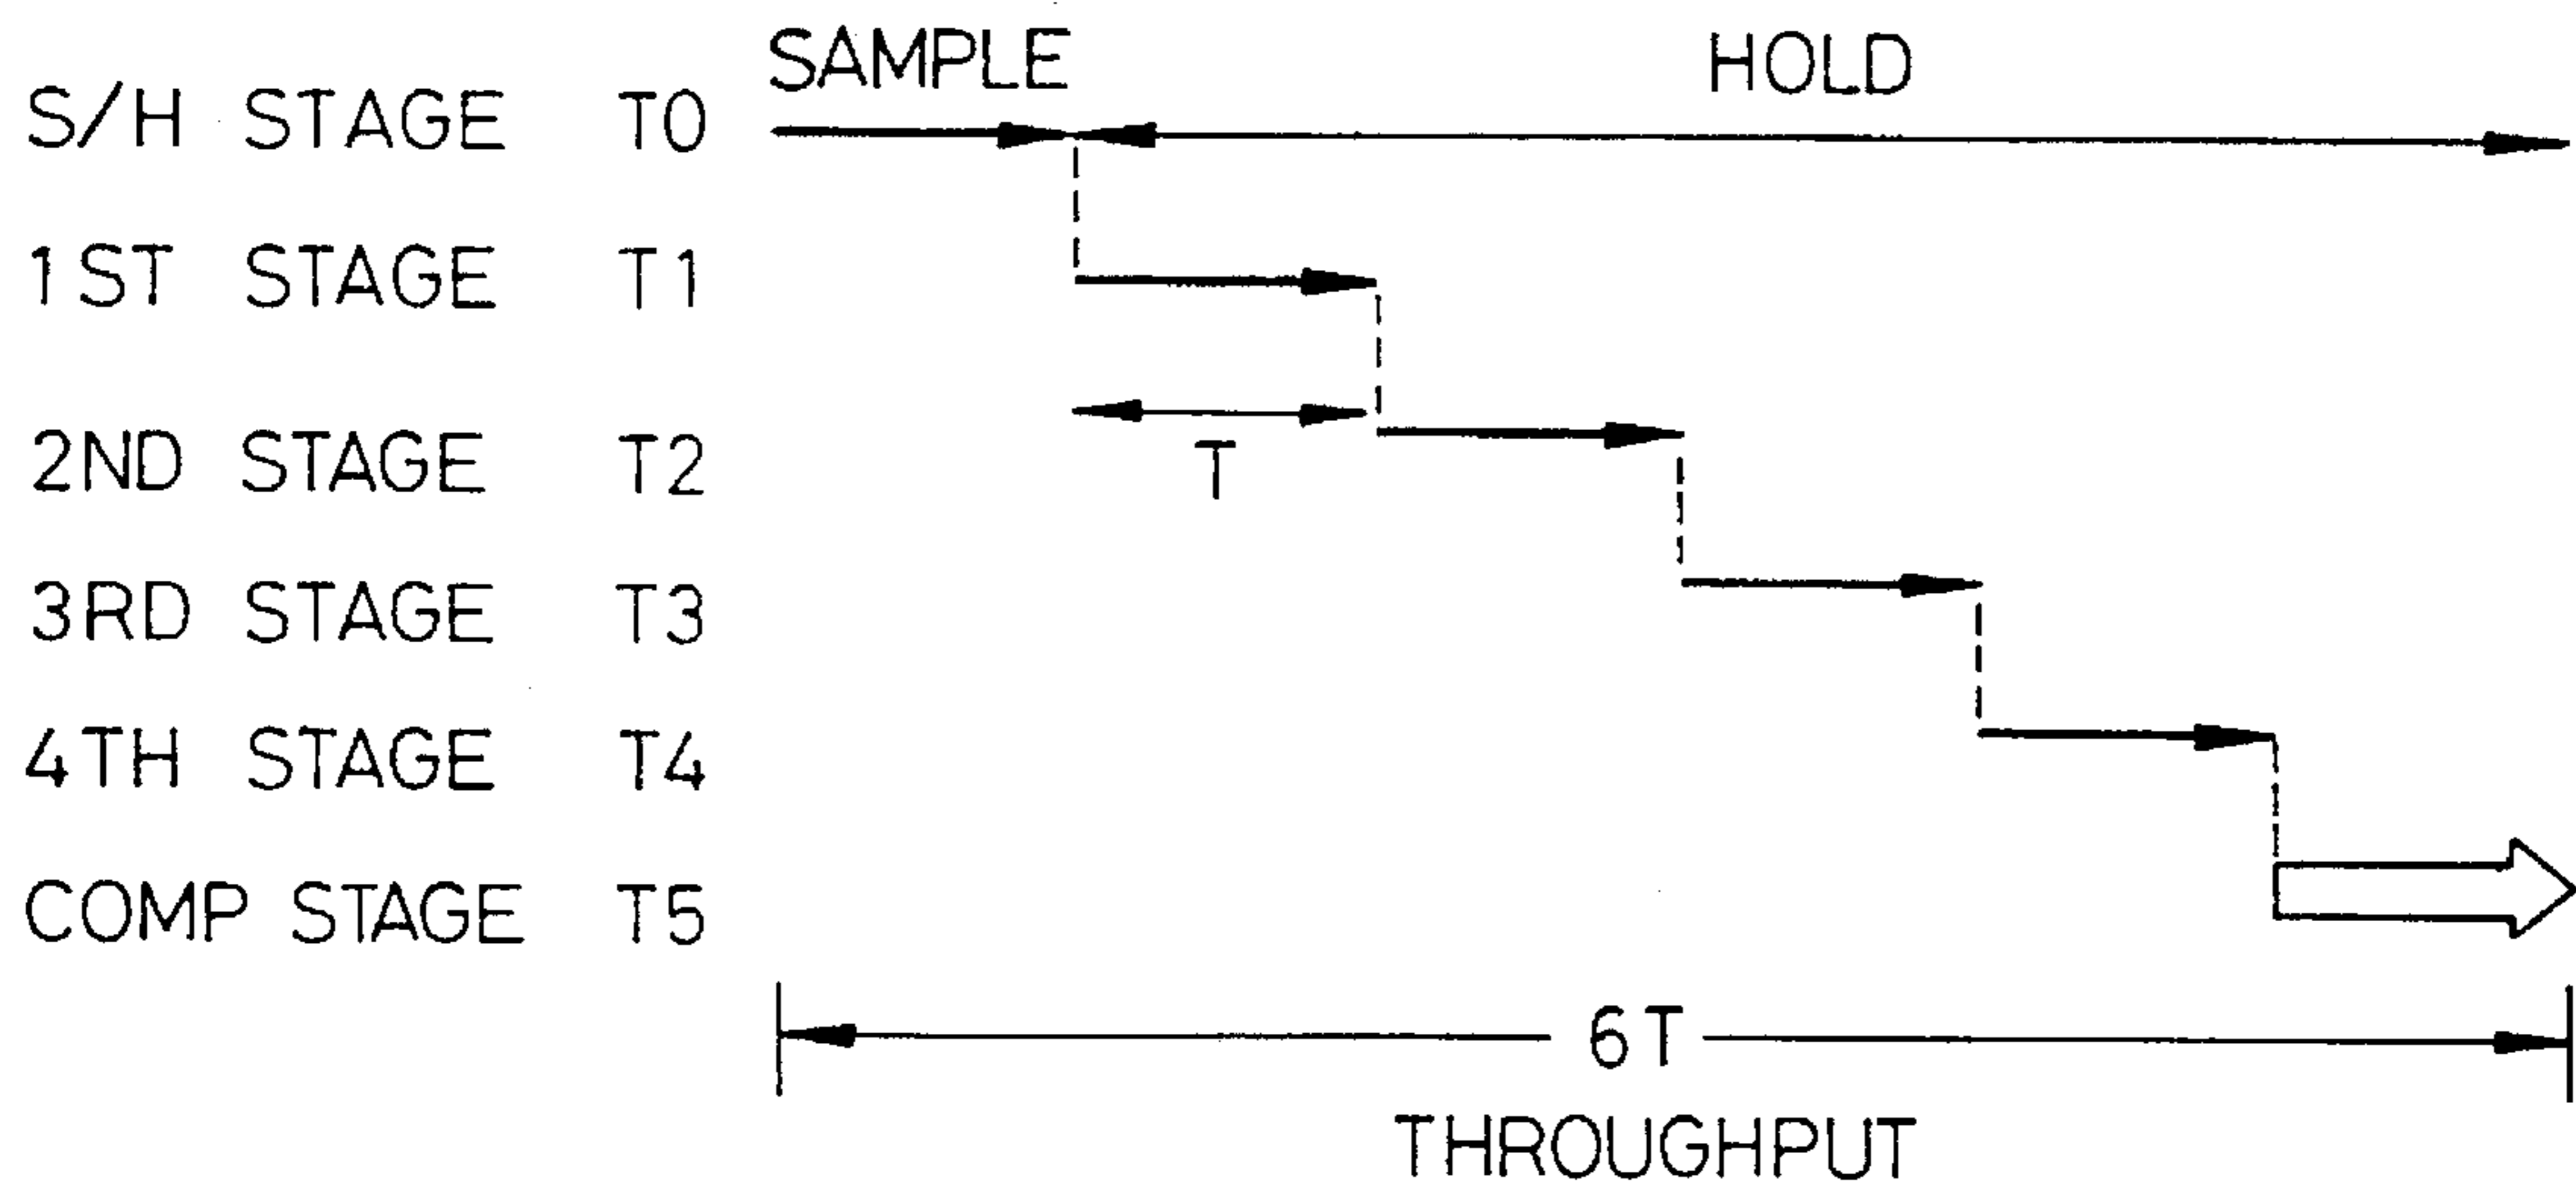 SAMPLE HOLD
S/H STAGE T0
1ST STAGE T1
2ND STAGE T2
T
3RD STAGE T3
4TH STAGE T4
COMP STAGE T5
6T
THROUGHPUT